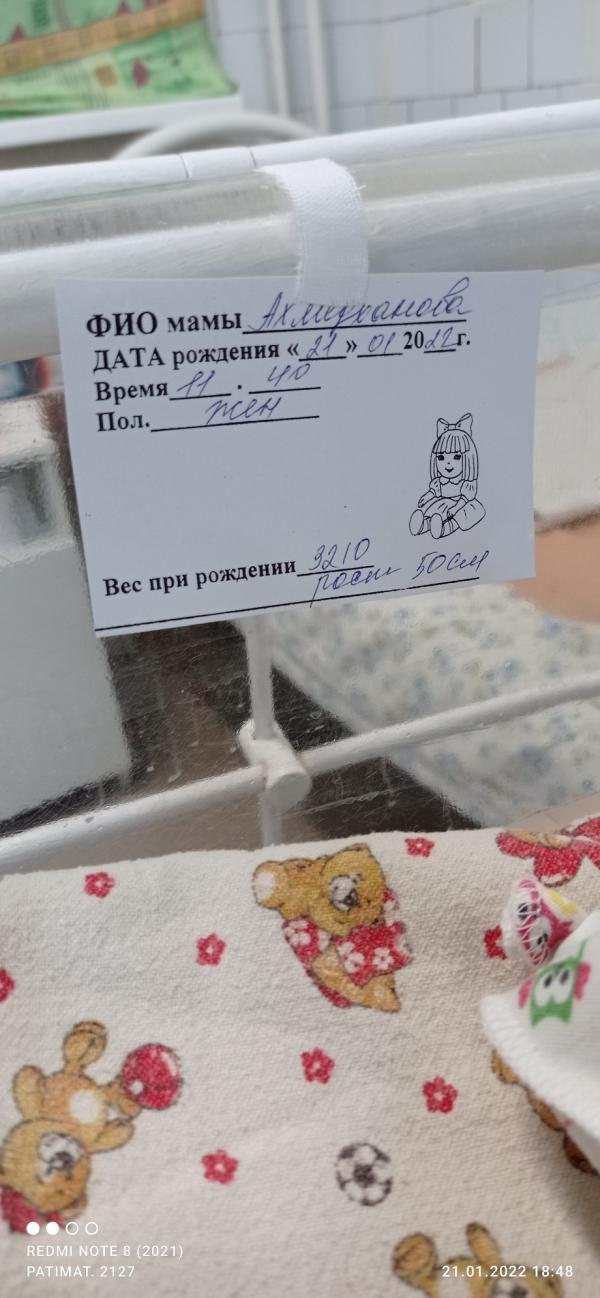 ФИО мамы Ахмедханова
ДАТА рождения «21» 01 2022г.
Время 11 . 40
Пол. жен
Вес при рождении 3210
рост 50см
REDMI NOTE 8 (2021)
PATIMAT. 2127
21.01.2022 18:48